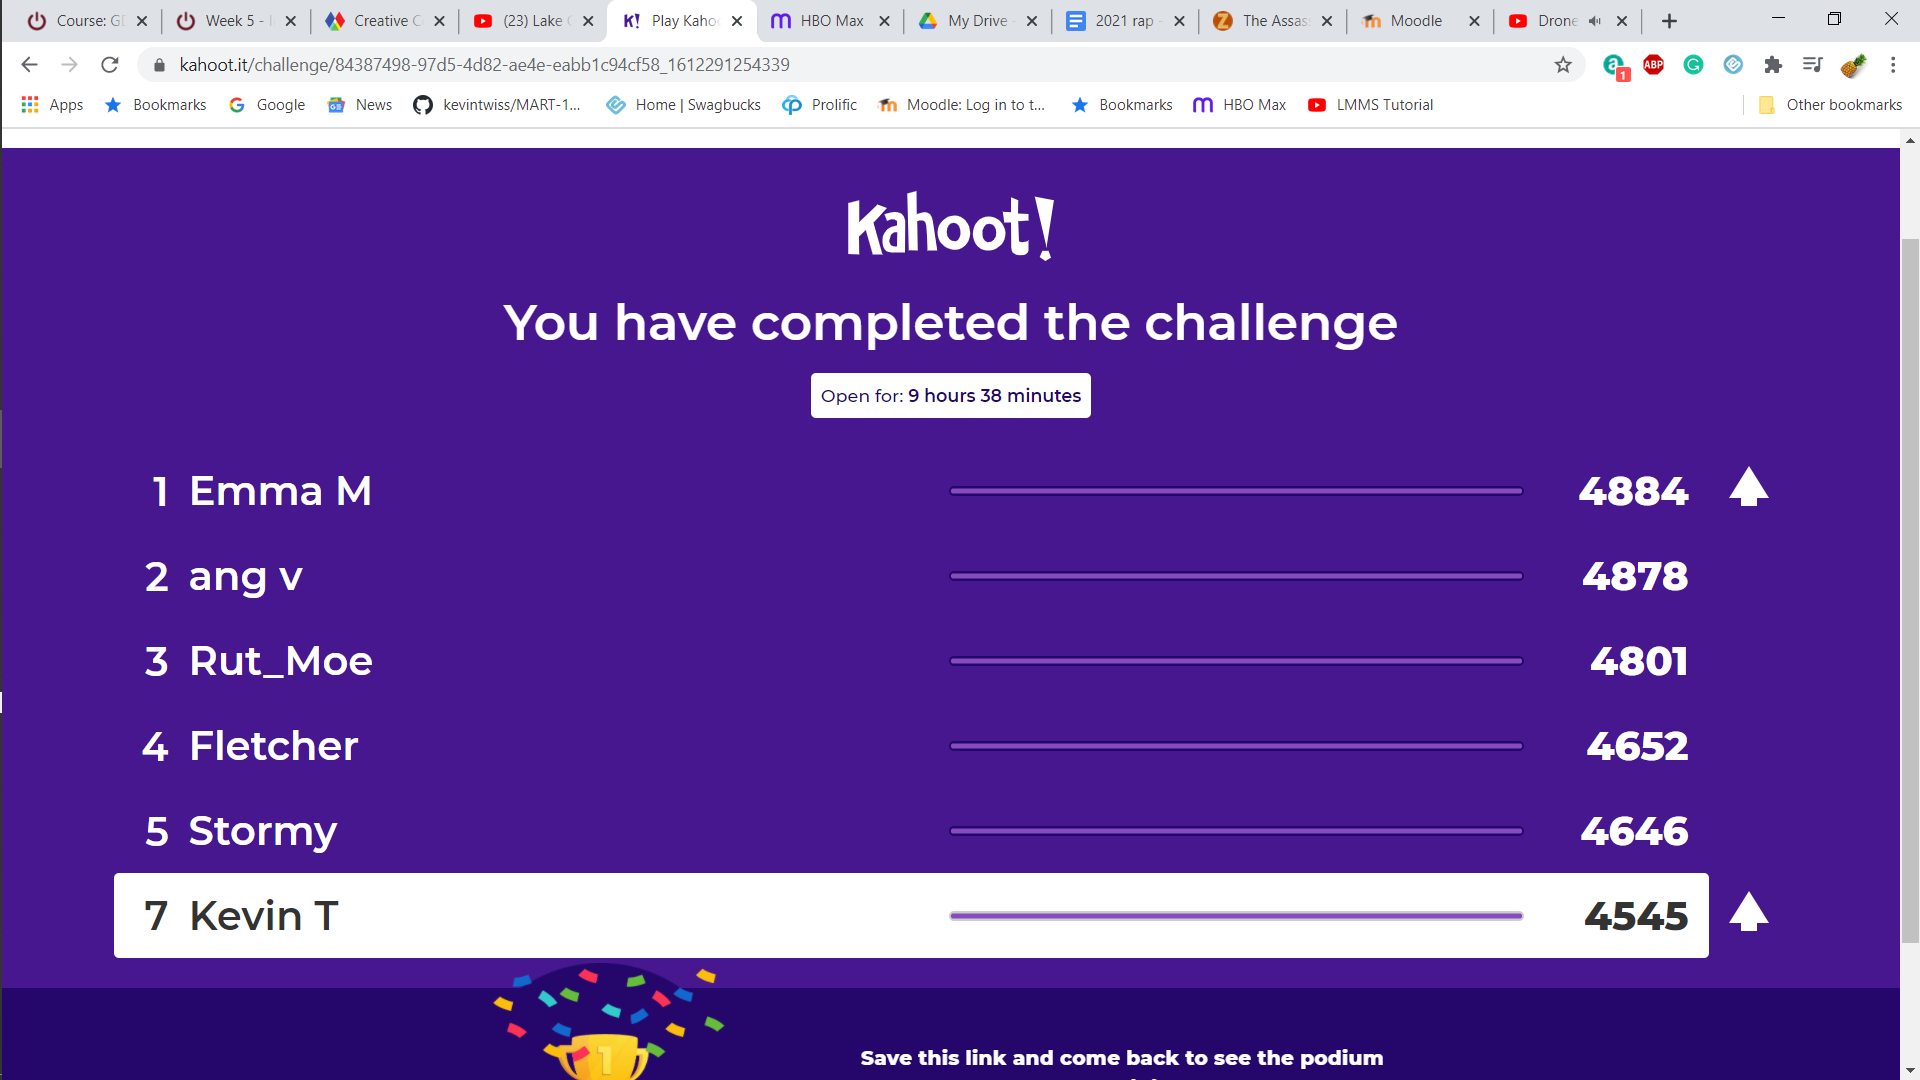 Course: G
Week 5 -
Creative C
(23) Lake
K! Play Kaho
HBO Max
My Drive -
2021 rap -
The Assas
Moodle
Drone
kahoot.it/challenge/84387498-97d5-4d82-ae4e-eabb1c94cf58_1612291254339
1
ABP
Apps
Bookmarks
Google
News
kevintwiss/MART-1...
Home | Swagbucks
Prolific
Moodle: Log in to t...
Bookmarks
HBO Max
LMMS Tutorial
Other bookmarks
Kahoot!
You have completed the challenge
Open for: 9 hours 38 minutes
1 Emma M 4884
2 ang v 4878
3 Rut_Moe 4801
4 Fletcher 4652
5 Stormy 4646
7 Kevin T 4545
1
Save this link and come back to see the podium